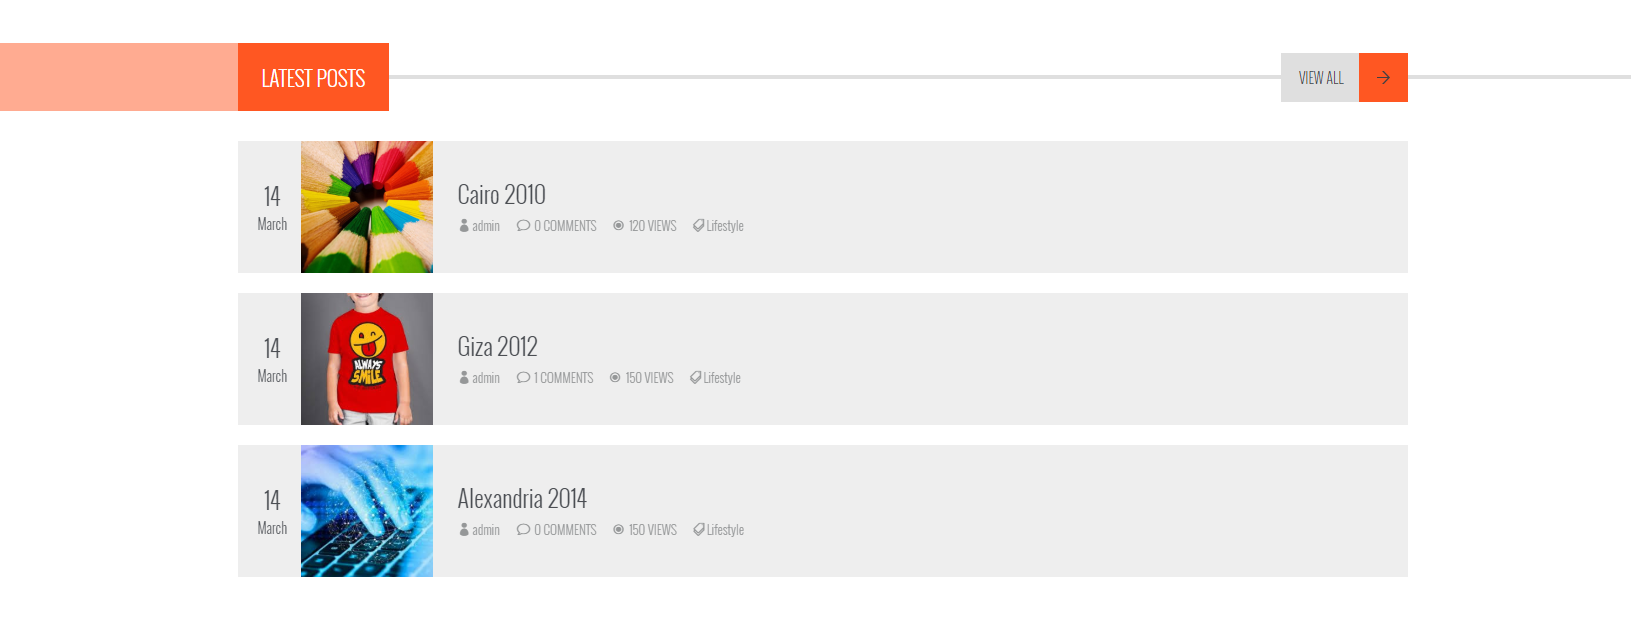 LATEST POSTS
VIEW ALL
14
March
Cairo 2010
admin 0 COMMENTS 120 VIEWS Lifestyle
14
March
ALWAYS
SMILE
Giza 2012
admin 1 COMMENTS 150 VIEWS Lifestyle
14
March
Alexandria 2014
admin 0 COMMENTS 150 VIEWS Lifestyle